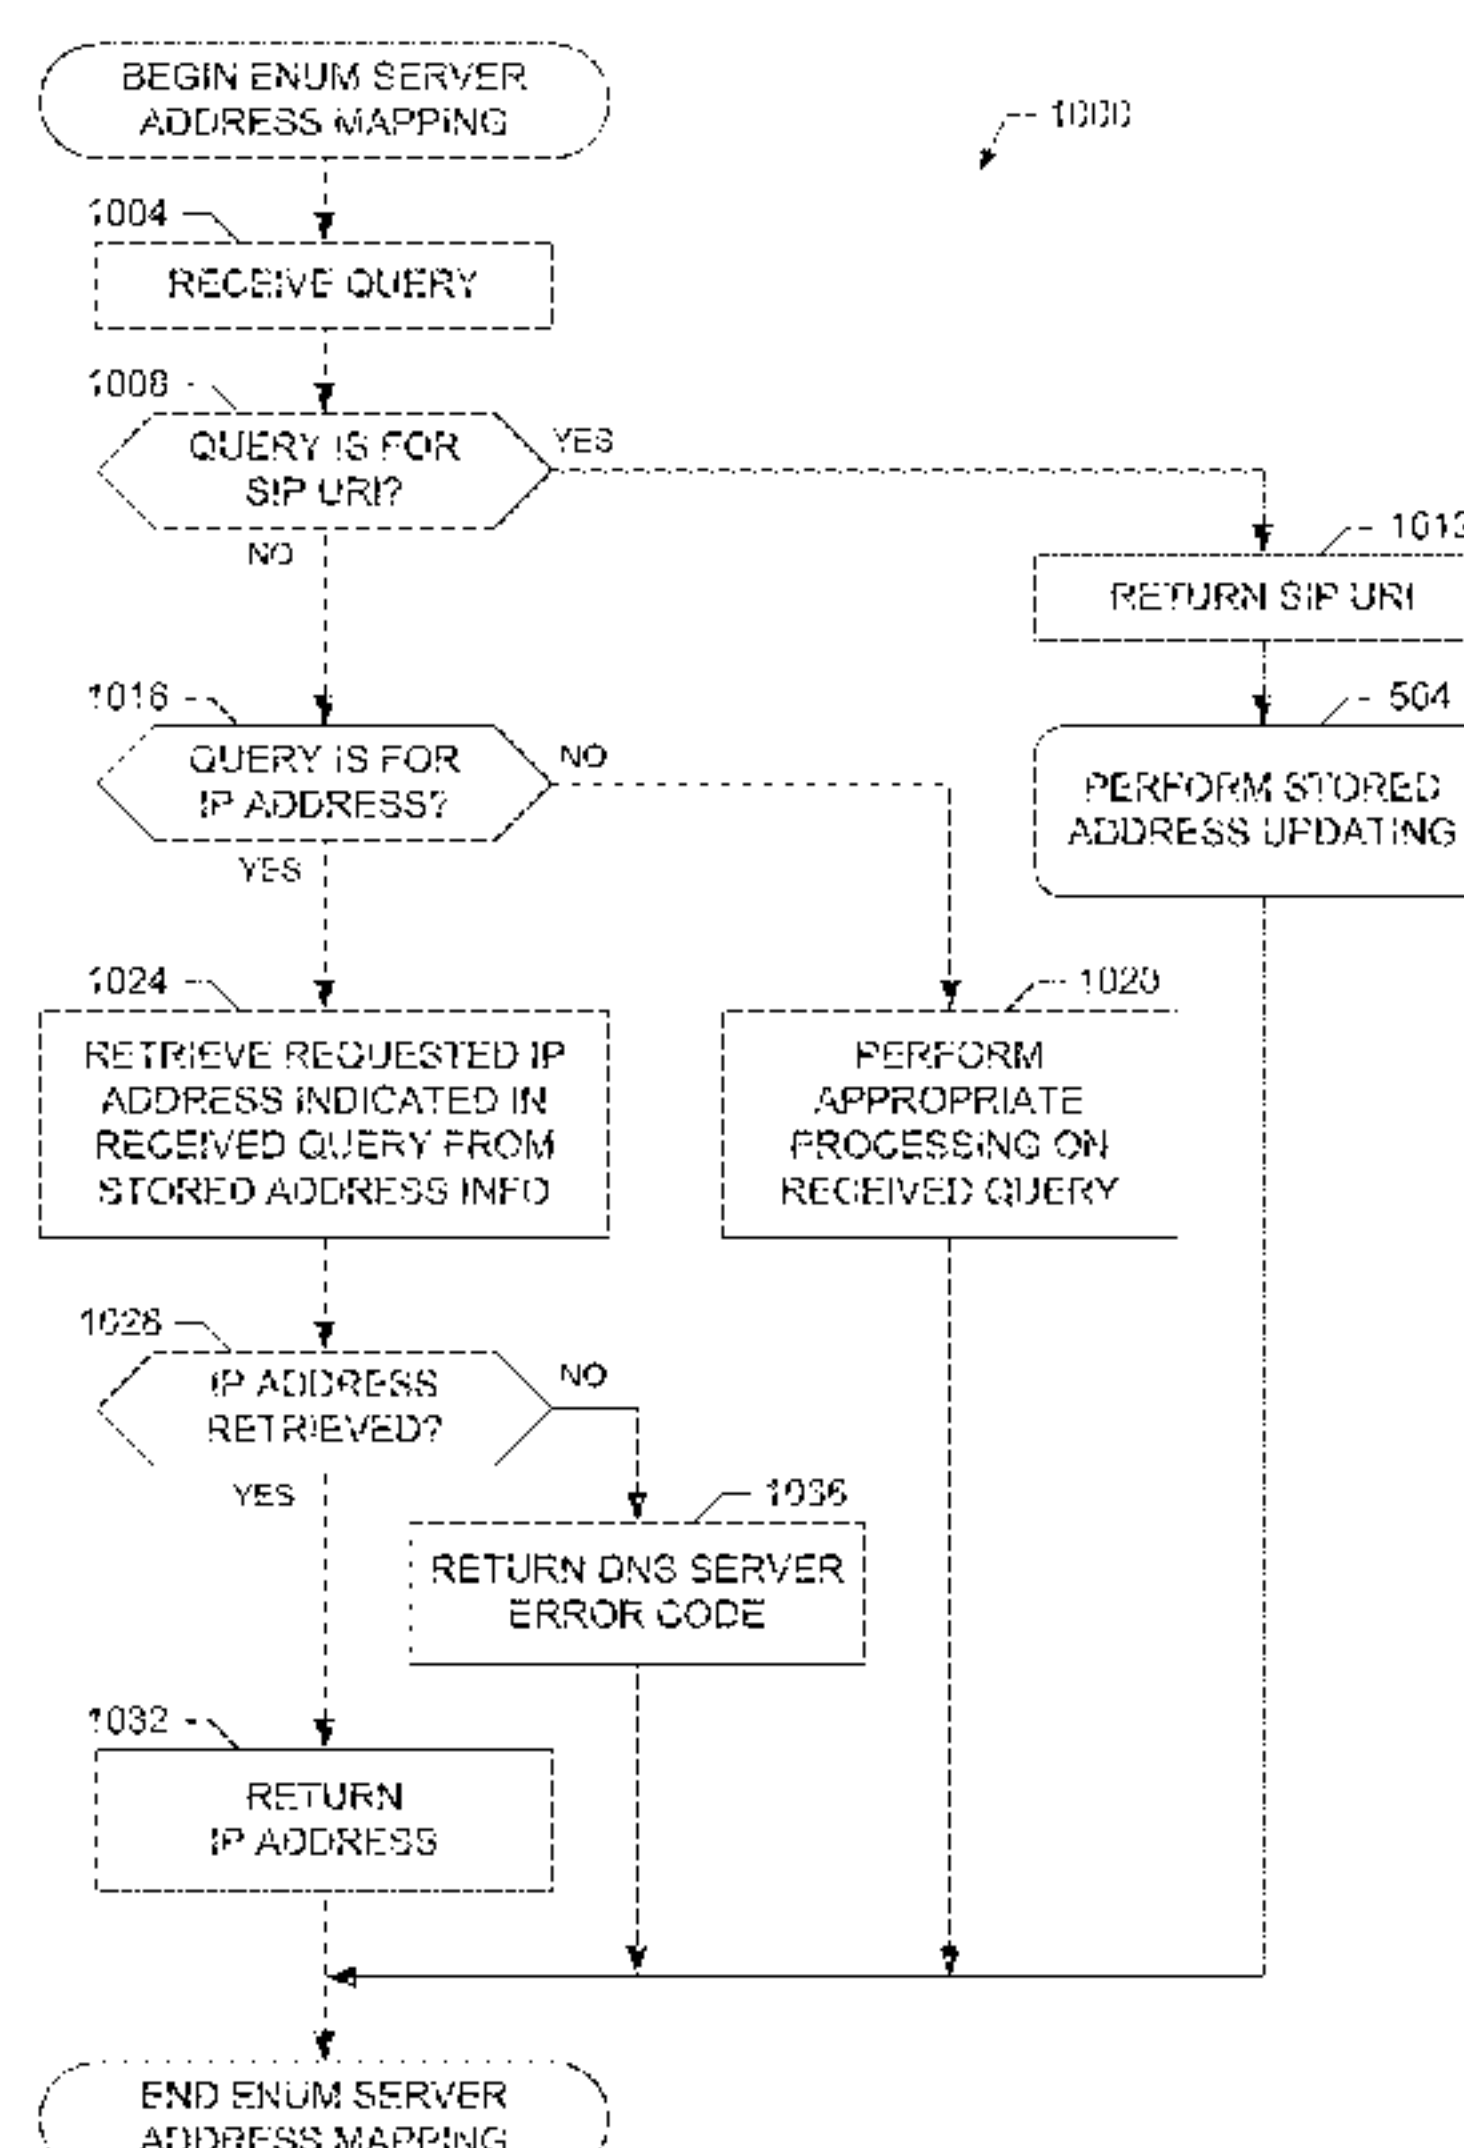 BEGIN ENUM SERVER
ADDRESS MAPPING
1000
1004
RECEIVE QUERY
1008
QUERY IS FOR
SIP URI?
YES
NO
RETURN SIP URI
1016
QUERY IS FOR
IP ADDRESS?
NO
YES
504
PERFORM STORED
ADDRESS UPDATING
1024
RETRIEVE REQUESTED IP
ADDRESS INDICATED IN
RECEIVED QUERY FROM
STORED ADDRESS INFO
1020
PERFORM
APPROPRIATE
PROCESSING ON
RECEIVED QUERY
1028
IP ADDRESS
RETRIEVED?
NO
YES
1036
RETURN DNS SERVER
ERROR CODE
1032
RETURN
IP ADDRESS
END ENUM SERVER
ADDRESS MAPPING